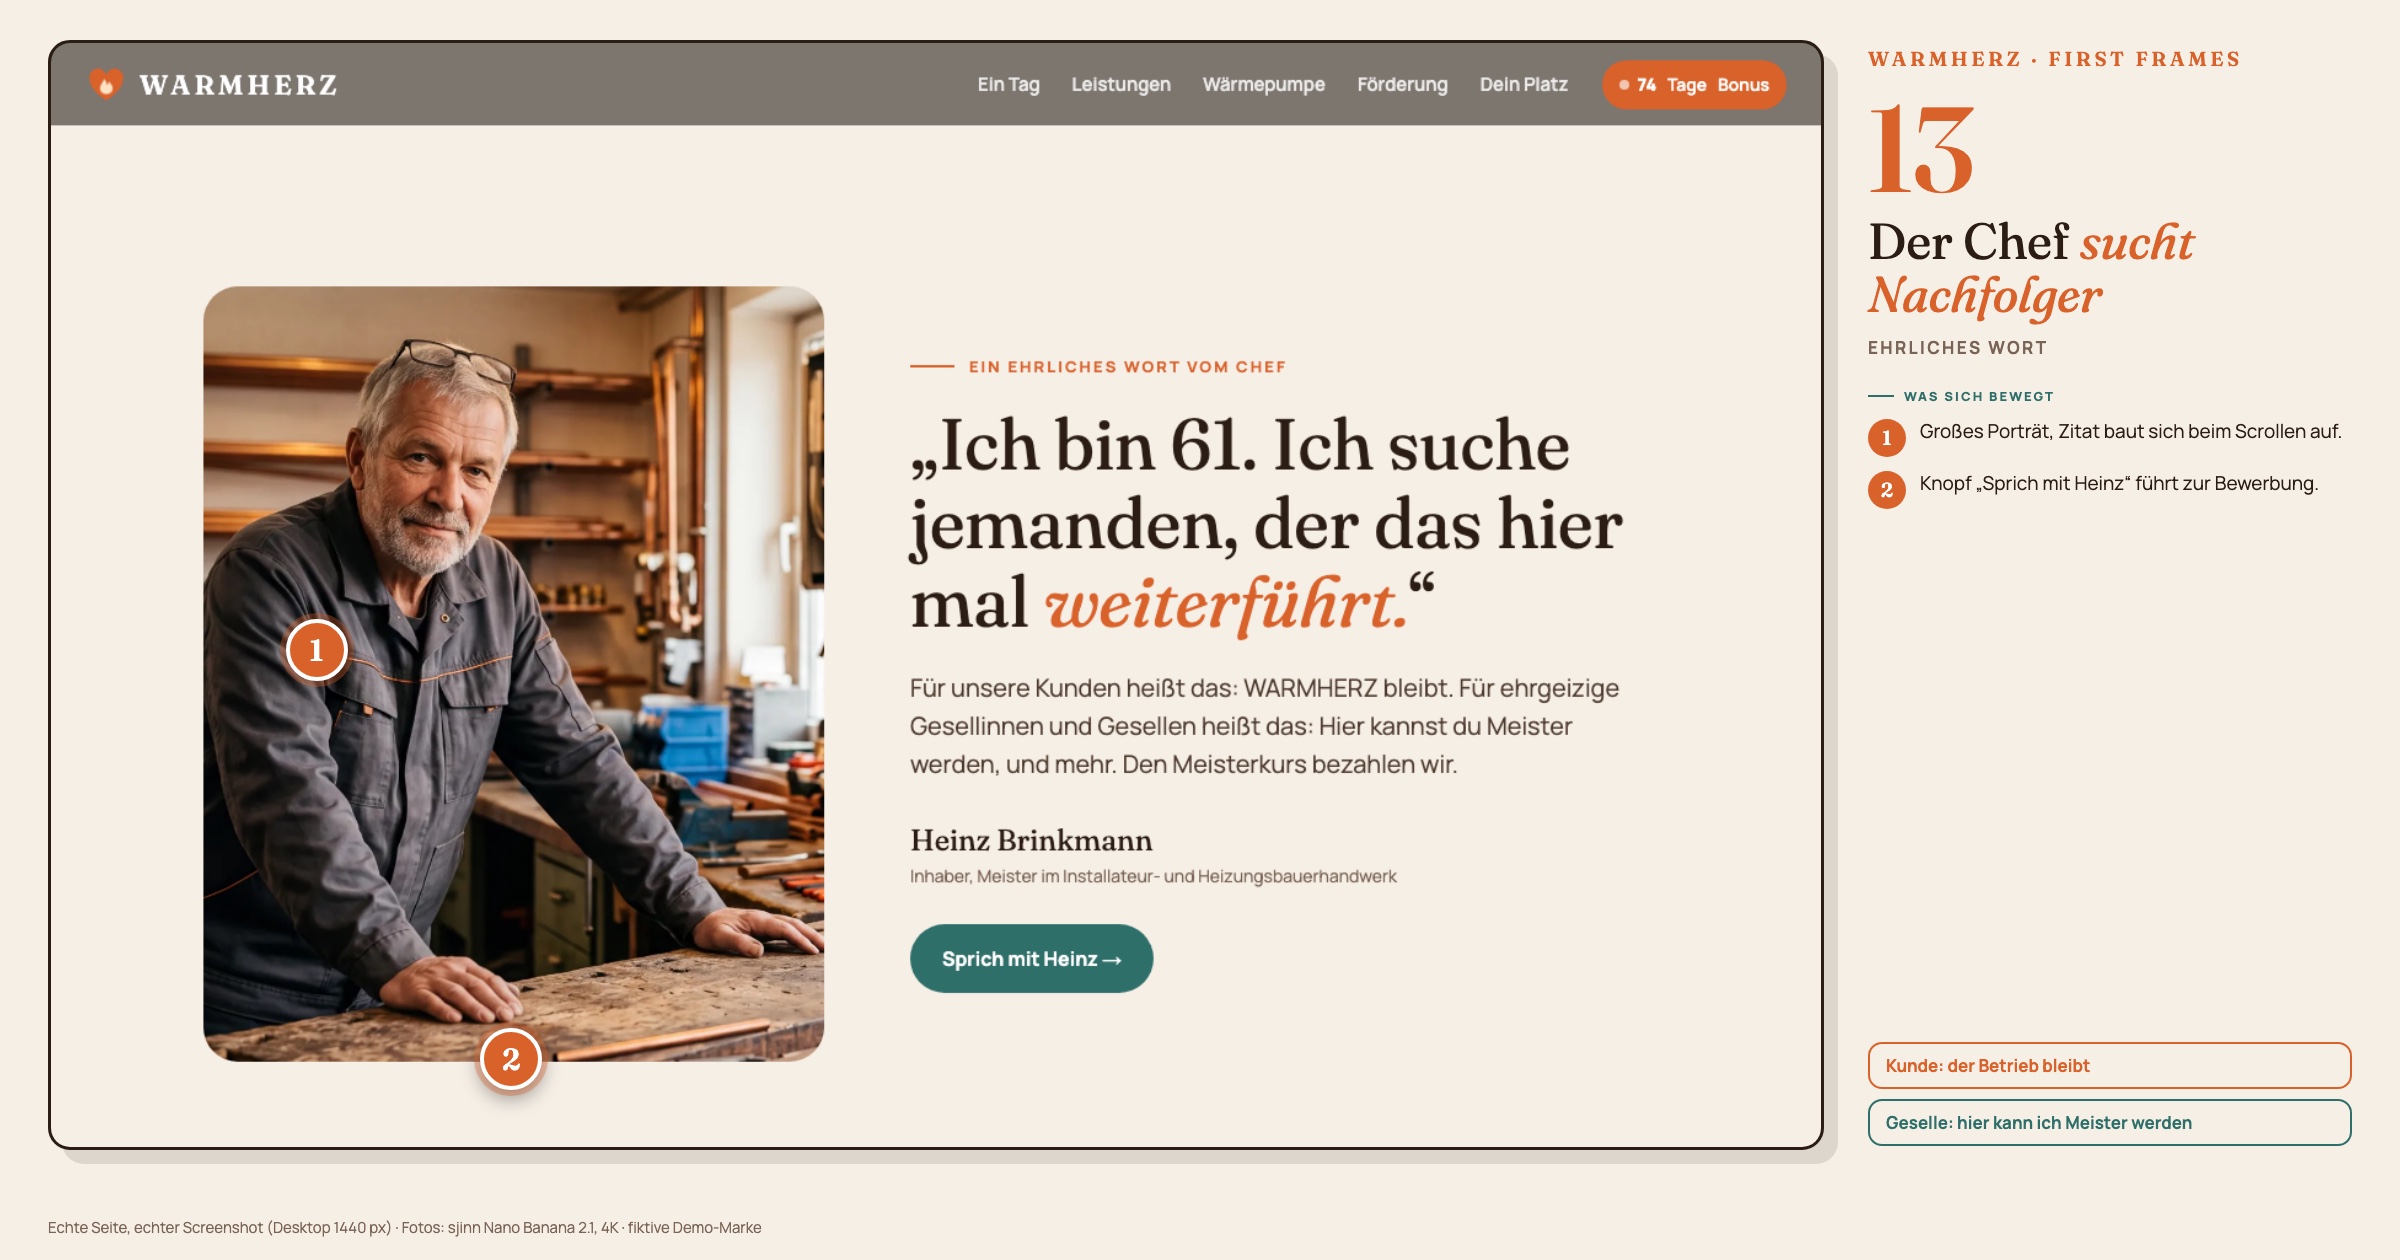 WARMHERZ
Ein Tag Leistungen Wärmepumpe Förderung Dein Platz 74 Tage Bonus
1
2
EIN EHRLICHES WORT VOM CHEF
„Ich bin 61. Ich suche
jemanden, der das hier
mal weiterführt.“
Für unsere Kunden heißt das: WARMHERZ bleibt. Für ehrgeizige
Gesellinnen und Gesellen heißt das: Hier kannst du Meister
werden, und mehr. Den Meisterkurs bezahlen wir.
Heinz Brinkmann
Inhaber, Meister im Installateur- und Heizungsbauerhandwerk
Sprich mit Heinz →
WARMHERZ · FIRST FRAMES
13
Der Chef sucht
Nachfolger
EHRLICHES WORT
WAS SICH BEWEGT
1 Großes Porträt, Zitat baut sich beim Scrollen auf.
2 Knopf „Sprich mit Heinz“ führt zur Bewerbung.
Kunde: der Betrieb bleibt
Geselle: hier kann ich Meister werden
Echte Seite, echter Screenshot (Desktop 1440 px) · Fotos: sjinn Nano Banana 2.1, 4K · fiktive Demo-Marke